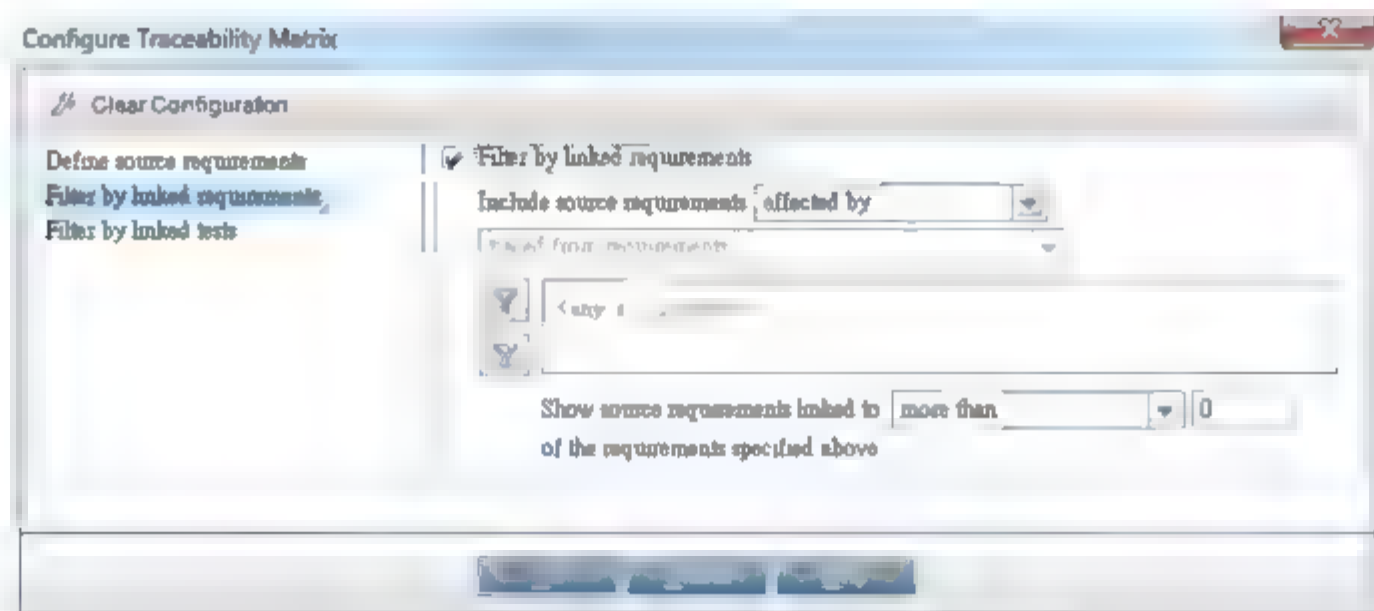 Configure Traceability Matrix
Clear Configuration
Define source requirements
Filter by linked requirements
Filter by linked tests
Filter by linked requirements
Include source requirements affected by
requirements
<any
Show source requirements linked to more than 0
of the requirements specified above